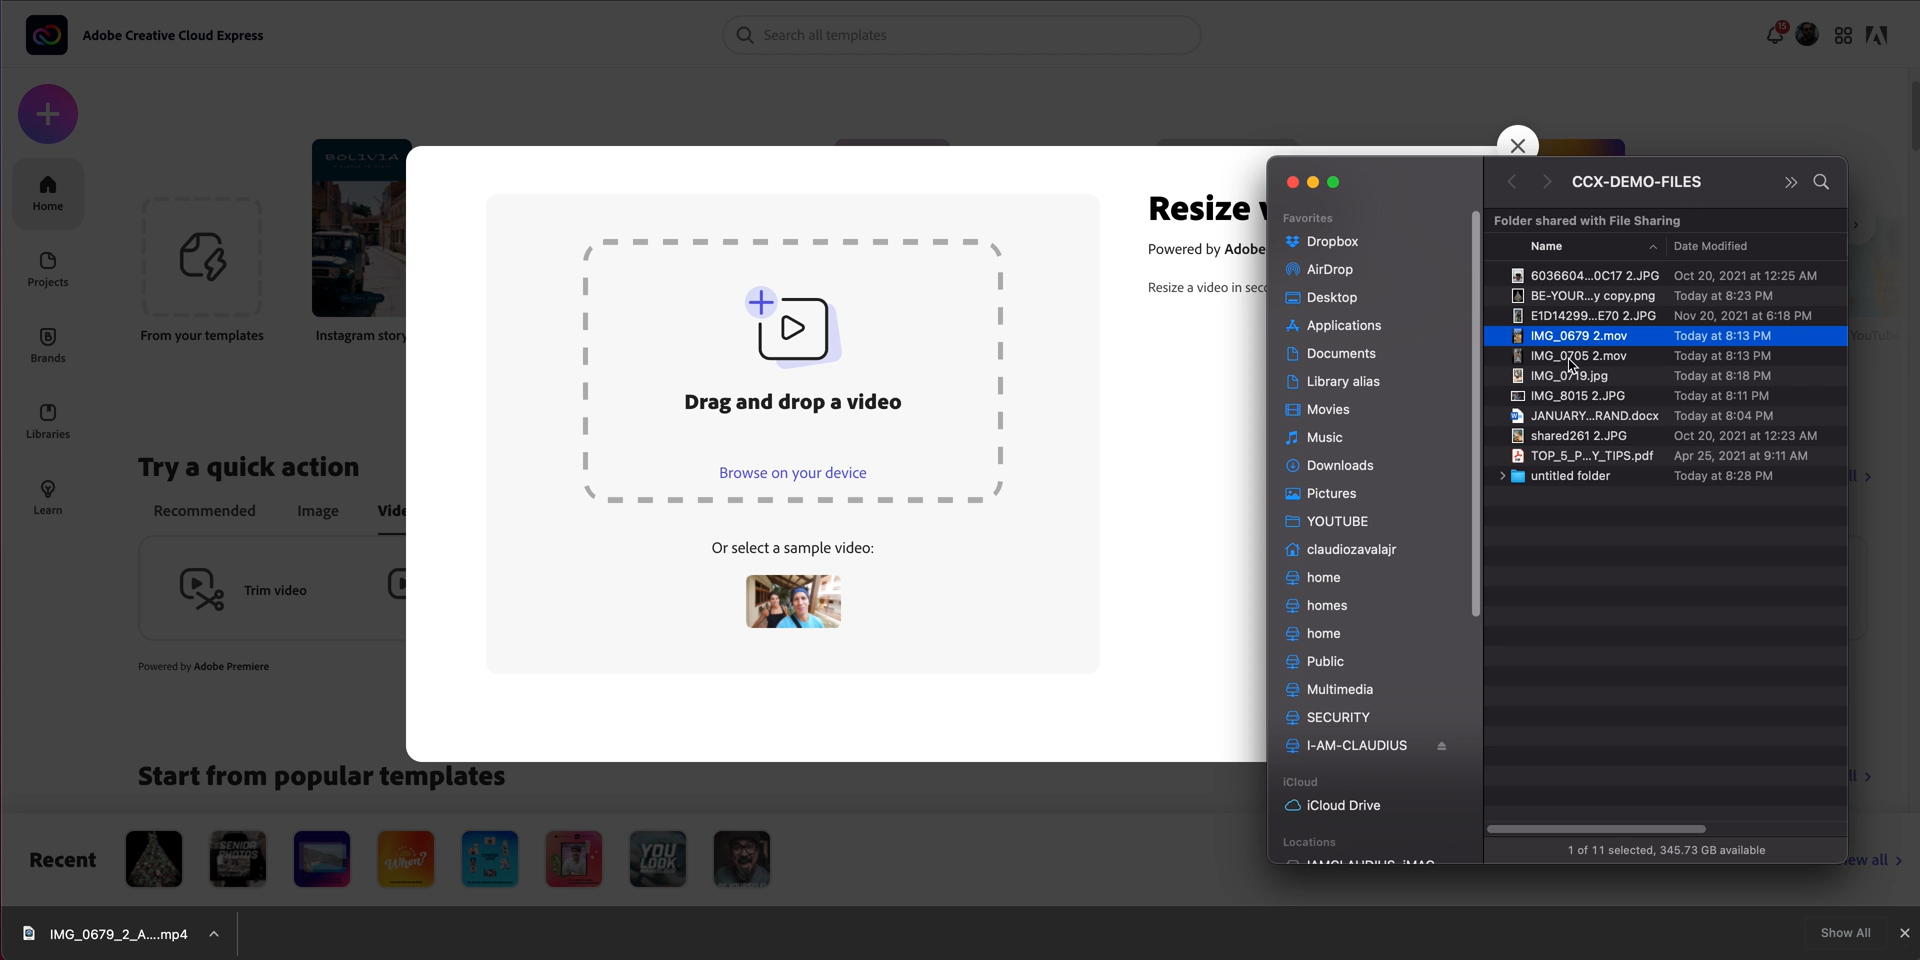 Adobe Creative Cloud Express
Search all templates
15
Home
Projects
Brands
Libraries
Learn
BOLIVIA
From your templates
Instagram story
YouTube
Try a quick action
Recommended
Image
Trim video
Powered by Adobe Premiere
Start from popular templates
Drag and drop a video
Browse on your device
Or select a sample video:
Resize
Powered by Adobe
Resize a video in
Favorites
Dropbox
AirDrop
Desktop
Applications
Documents
Library alias
Movies
Music
Downloads
Pictures
YOUTUBE
claudiozavalajr
home
homes
home
Public
Multimedia
SECURITY
I-AM-CLAUDIUS
iCloud
iCloud Drive
Locations
CCX-DEMO-FILES
Folder shared with File Sharing
Name Date Modified
6036604...0C17 2.JPG Oct 20, 2021 at 12:25 AM
BE-YOUR...y copy.png Today at 8:23 PM
E1D14299...E70 2.JPG Nov 20, 2021 at 6:18 PM
IMG_0679 2.mov Today at 8:13 PM
IMG_0705 2.mov Today at 8:13 PM
IMG_0719.jpg Today at 8:18 PM
IMG_8015 2.JPG Today at 8:11 PM
JANUARY...RAND.docx Today at 8:04 PM
shared261 2.JPG Oct 20, 2021 at 12:23 AM
TOP_5_P...Y_TIPS.pdf Apr 25, 2021 at 9:11 AM
untitled folder Today at 8:28 PM
1 of 11 selected, 345.73 GB available
Recent
SENIOR PHOTOS
When?
YOU LOOK
all
IMG_0679_2_A....mp4
Show All